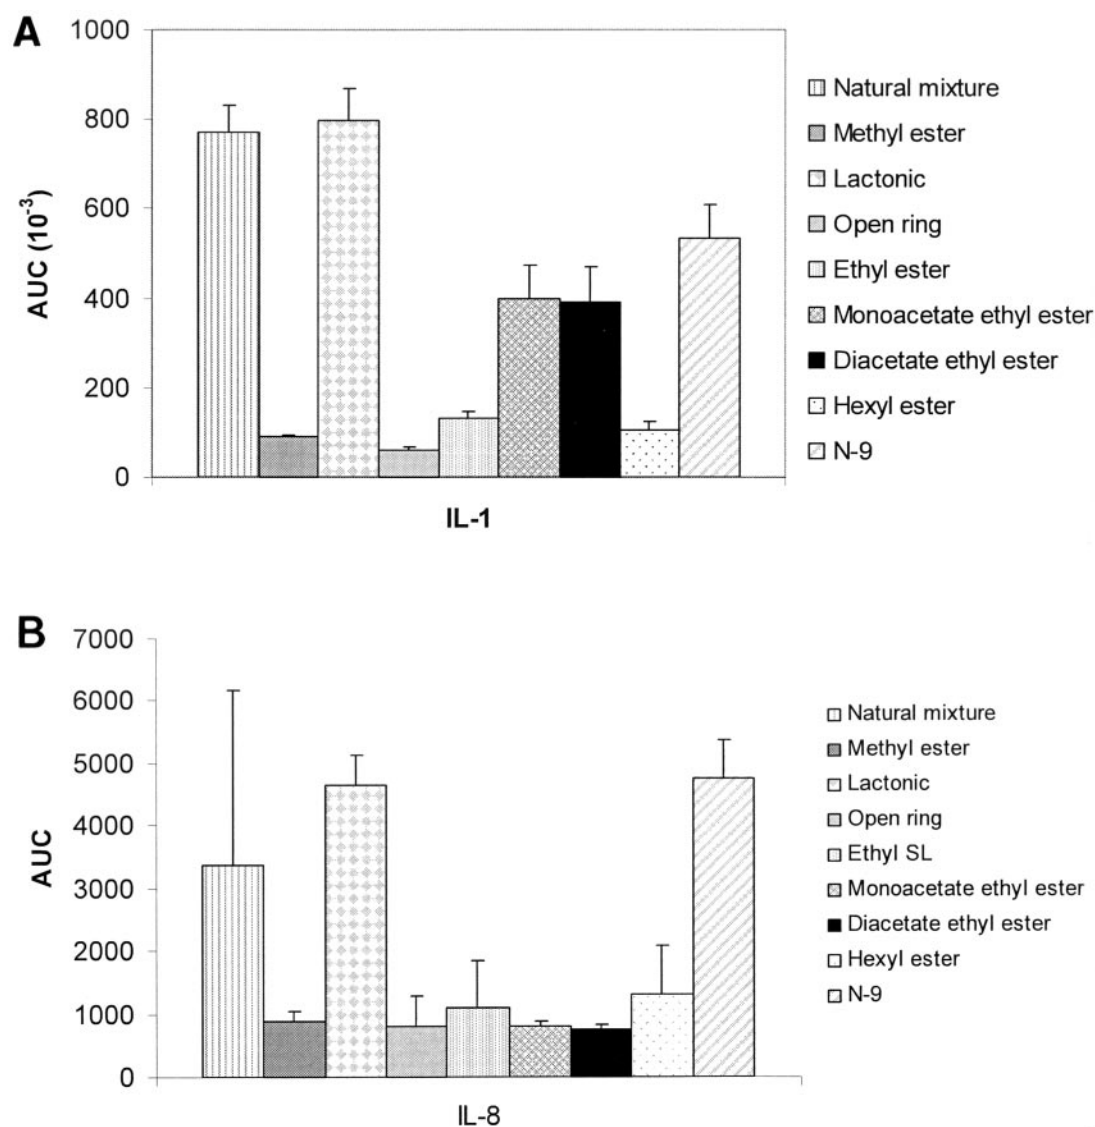 A
1000
800
600
400
200
0
AUC (10⁻³)
IL-1
Natural mixture
Methyl ester
Lactonic
Open ring
Ethyl ester
Monoacetate ethyl ester
Diacetate ethyl ester
Hexyl ester
N-9
B
7000
6000
5000
4000
3000
2000
1000
0
AUC
IL-8
Natural mixture
Methyl ester
Lactonic
Open ring
Ethyl SL
Monoacetate ethyl ester
Diacetate ethyl ester
Hexyl ester
N-9